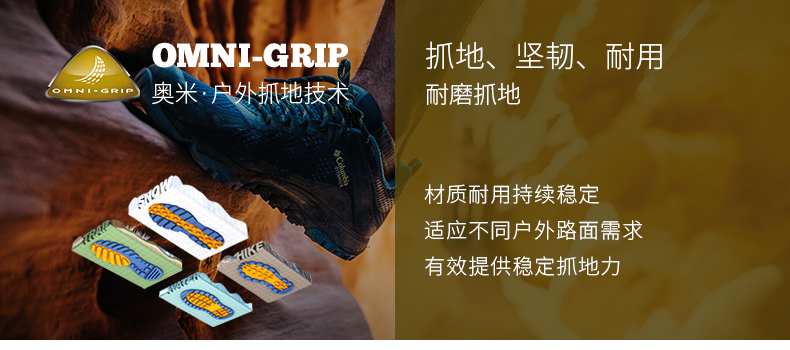 OMNI-GRIP
OMNI-GRIP
奥米·户外抓地技术
Columbia
SNOW
TRAIL
HIKE
WATER
抓地、坚韧、耐用
耐磨抓地
材质耐用持续稳定
适应不同户外路面需求
有效提供稳定抓地力